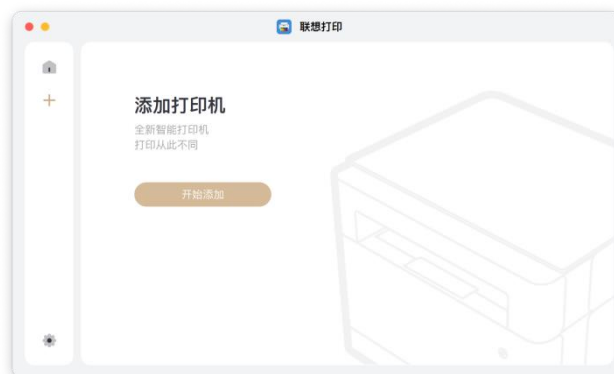 联想打印
添加打印机
全新智能打印机
打印从此不同
开始添加